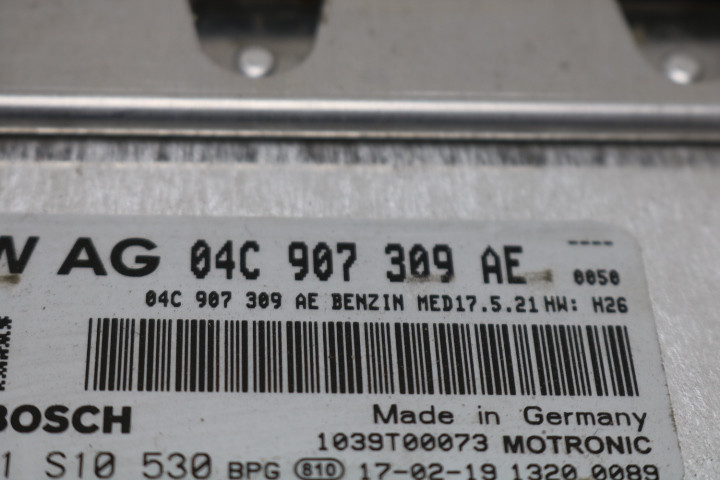 W AG 04C 907 309 AE ----
0050
04C 907 309 AE BENZIN MED17.5.21 HW: H26
BOSCH Made in Germany
1039T00073 MOTRONIC
1 S10 530 BPG 810 17-02-19 1320 0089